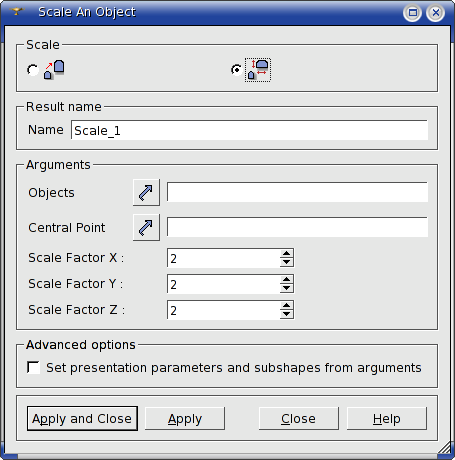 Scale An Object
Scale
Result name
Name Scale_1
Arguments
Objects
Central Point
Scale Factor X : 2
Scale Factor Y : 2
Scale Factor Z : 2
Advanced options
Set presentation parameters and subshapes from arguments
Apply and Close Apply Close Help